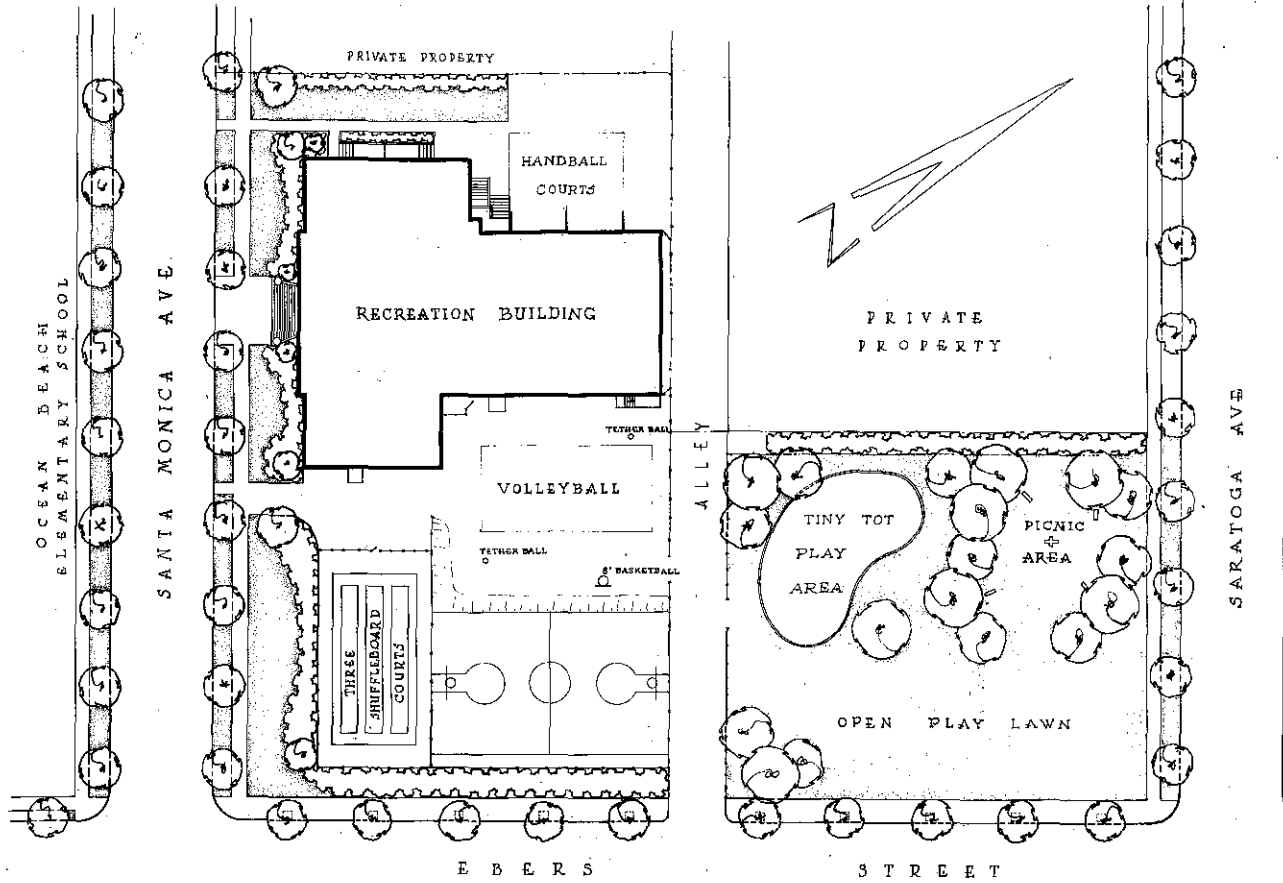 PRIVATE PROPERTY
HANDBALL
COURTS
RECREATION BUILDING
PRIVATE
PROPERTY
OCEAN BEACH
ELEMENTARY SCHOOL
SANTA MONICA AVE.
TETHER BALL
VOLLEYBALL
TETHER BALL
8' BASKETBALL
ALLEY
TINY TOT
PLAY
AREA
PICNIC
AREA
SARATOGA AVE
THREE
SHUFFLEBOARD
COURTS
OPEN PLAY LAWN
EBERS STREET